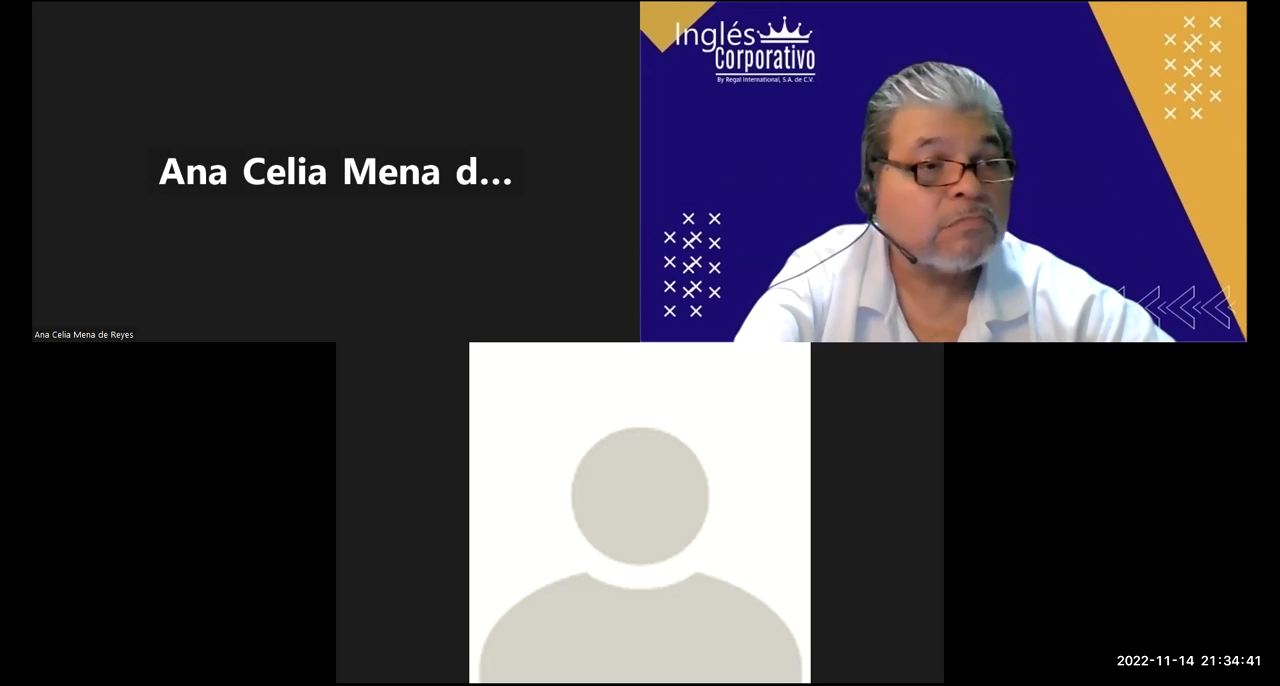 Inglés
Corporativo
By Regal International, S.A. de C.V.
Ana Celia Mena d...
Ana Celia Mena de Reyes
2022-11-14 21:34:41